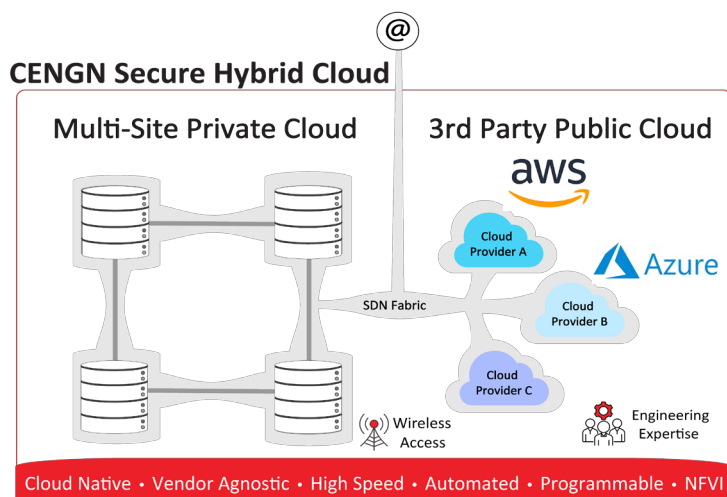 @
CENGN Secure Hybrid Cloud
Multi-Site Private Cloud
3rd Party Public Cloud
aws
Cloud
Provider A
Azure
SDN Fabric
Cloud
Provider B
Cloud
Provider C
Wireless
Access
Engineering
Expertise
Cloud Native • Vendor Agnostic • High Speed • Automated • Programmable • NFVI